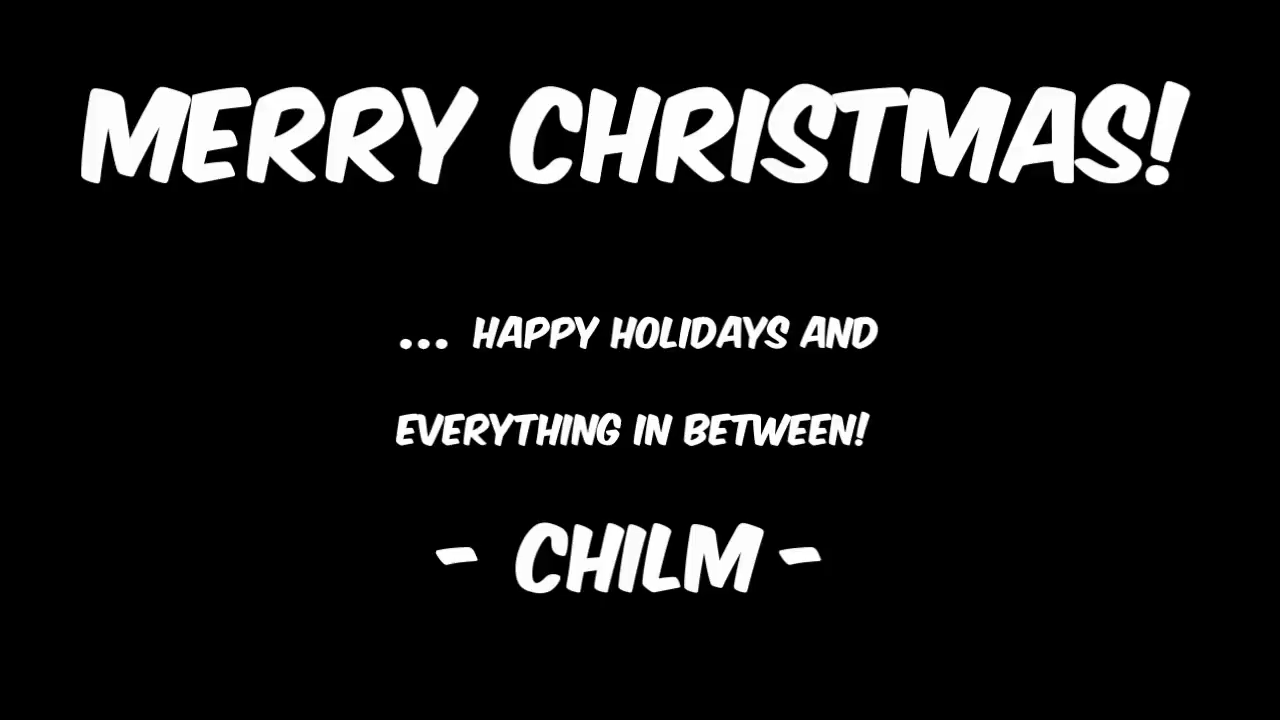 MERRY CHRISTMAS!
... HAPPY HOLIDAYS AND
EVERYTHING IN BETWEEN!
- CHILM -